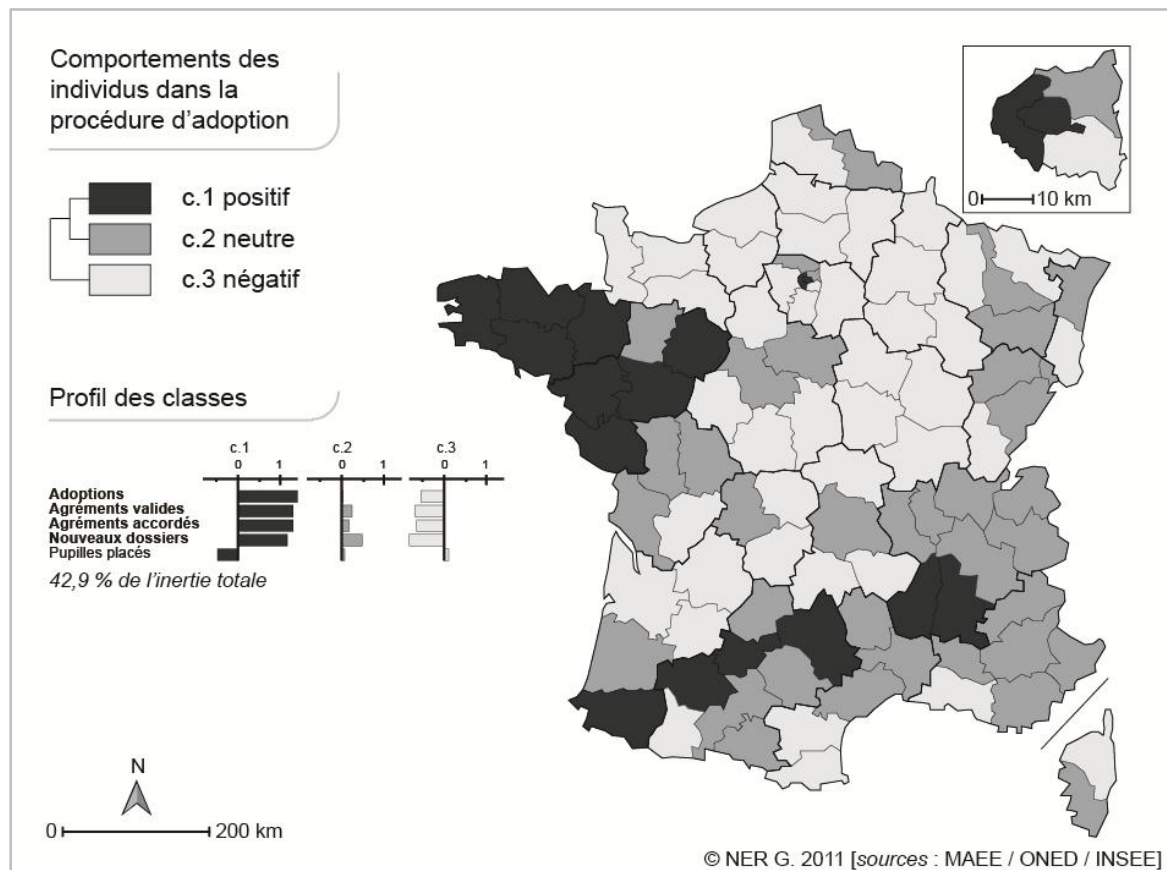 Comportements des
individus dans la
procédure d'adoption
c.1 positif
c.2 neutre
c.3 négatif
0 10 km
Profil des classes
c.1 c.2 c.3
0 1 0 1 0 1
Adoptions
Agréments valides
Agréments accordés
Nouveaux dossiers
Pupilles placés
42,9 % de l'inertie totale
N
0 200 km
© NER G. 2011 [sources : MAEE / ONED / INSEE]